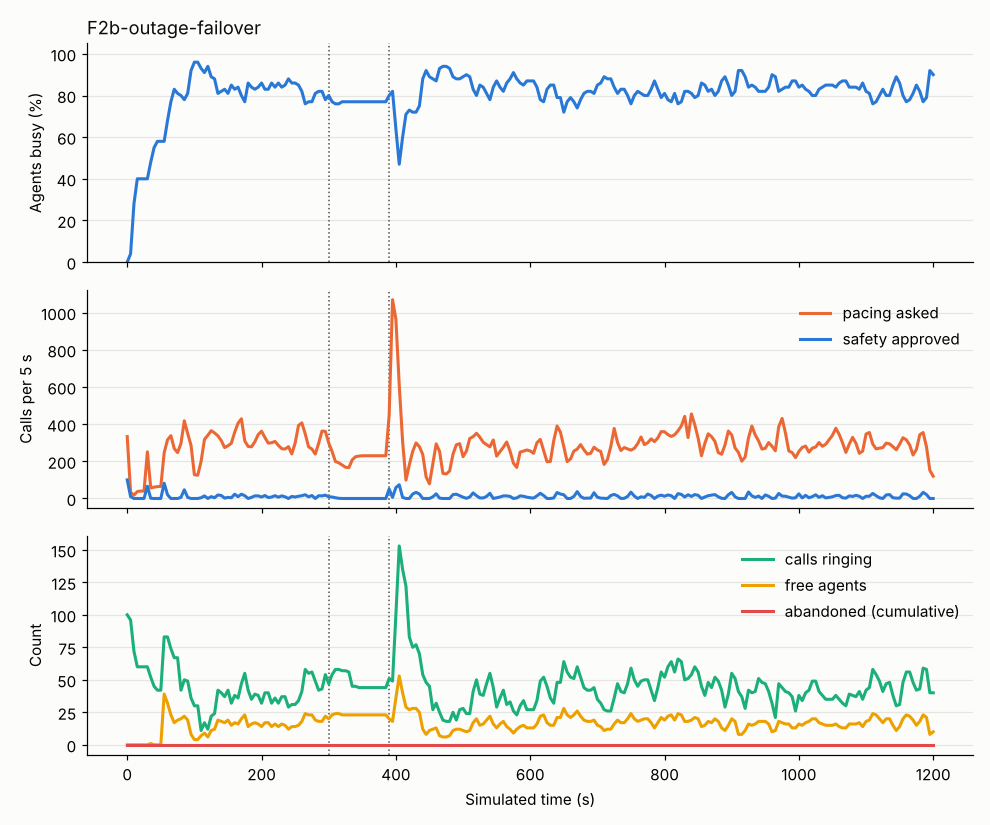 F2b-outage-failover
100
80
60
40
20
0
Agents busy (%)
1000
800
600
400
200
0
Calls per 5 s
pacing asked
safety approved
150
125
100
75
50
25
0
Count
calls ringing
free agents
abandoned (cumulative)
0 200 400 600 800 1000 1200
Simulated time (s)